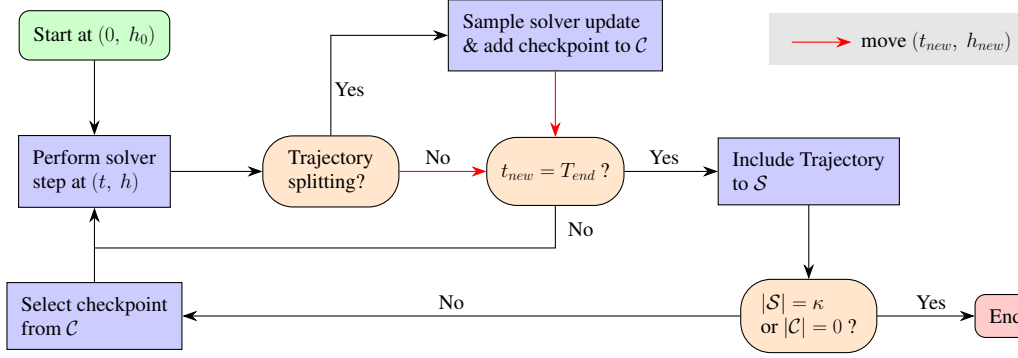 Start at (0, h₀)
Sample solver update
& add checkpoint to 𝒞
move (t_new, h_new)
Yes
Perform solver
step at (t, h)
Trajectory
splitting?
No
t_new = T_end ?
Yes
Include Trajectory
to 𝒮
No
Select checkpoint
from 𝒞
No
|𝒮| = κ
or |𝒞| = 0 ?
Yes
End